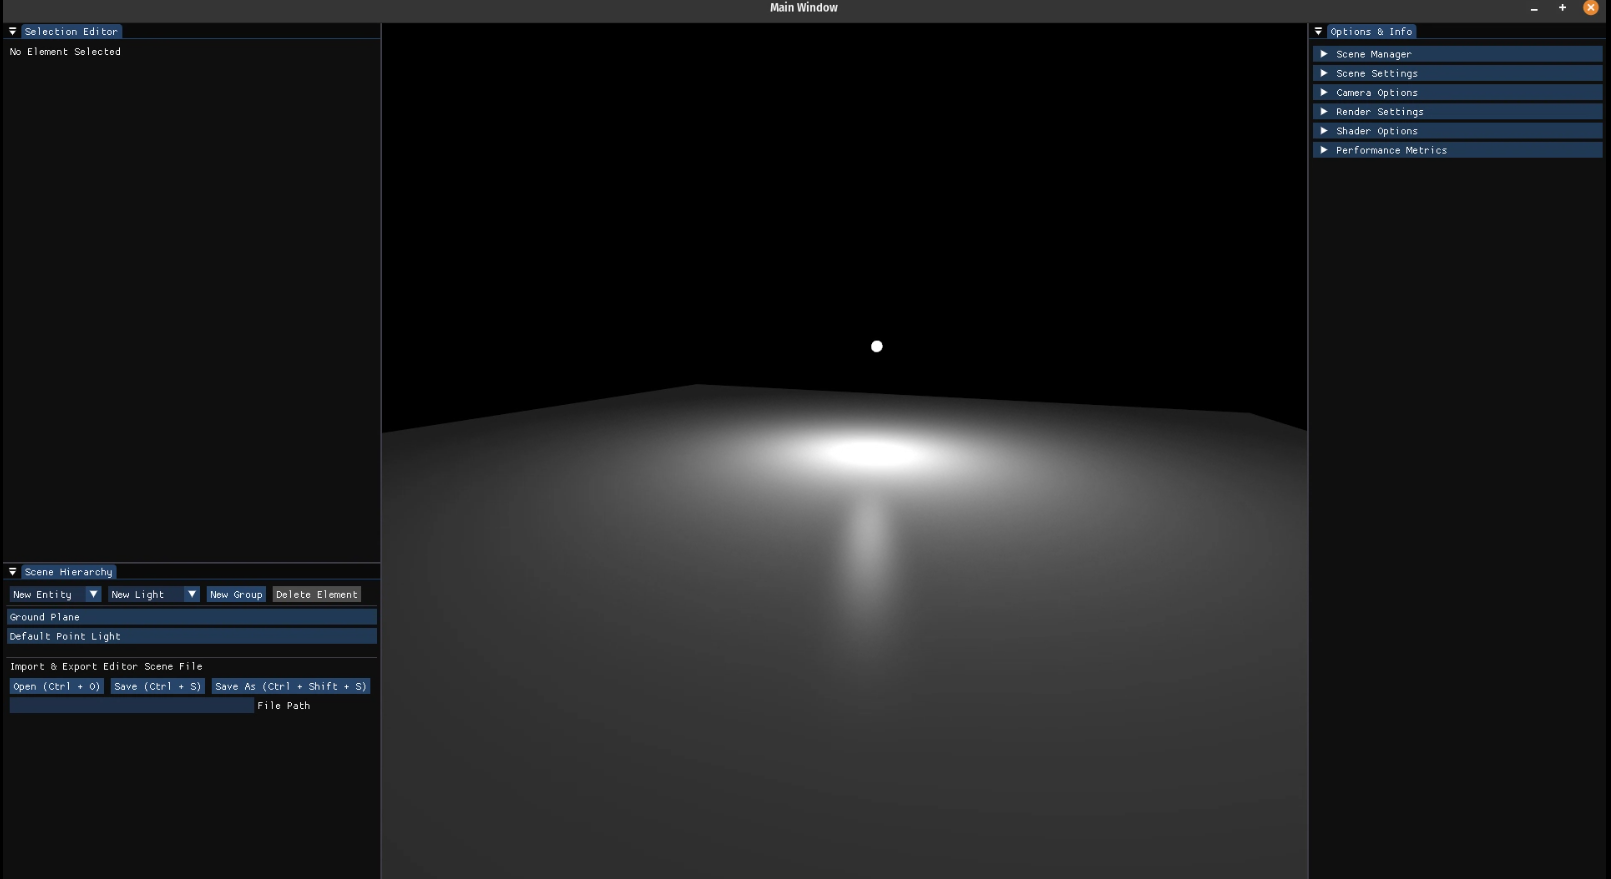 Main Window
Selection Editor
No Element Selected
Scene Hierarchy
New Entity New Light New Group Delete Element
Ground Plane
Default Point Light
Import & Export Editor Scene File
Open (Ctrl + O) Save (Ctrl + S) Save As (Ctrl + Shift + S)
File Path
Options & Info
Scene Manager
Scene Settings
Camera Options
Render Settings
Shader Options
Performance Metrics